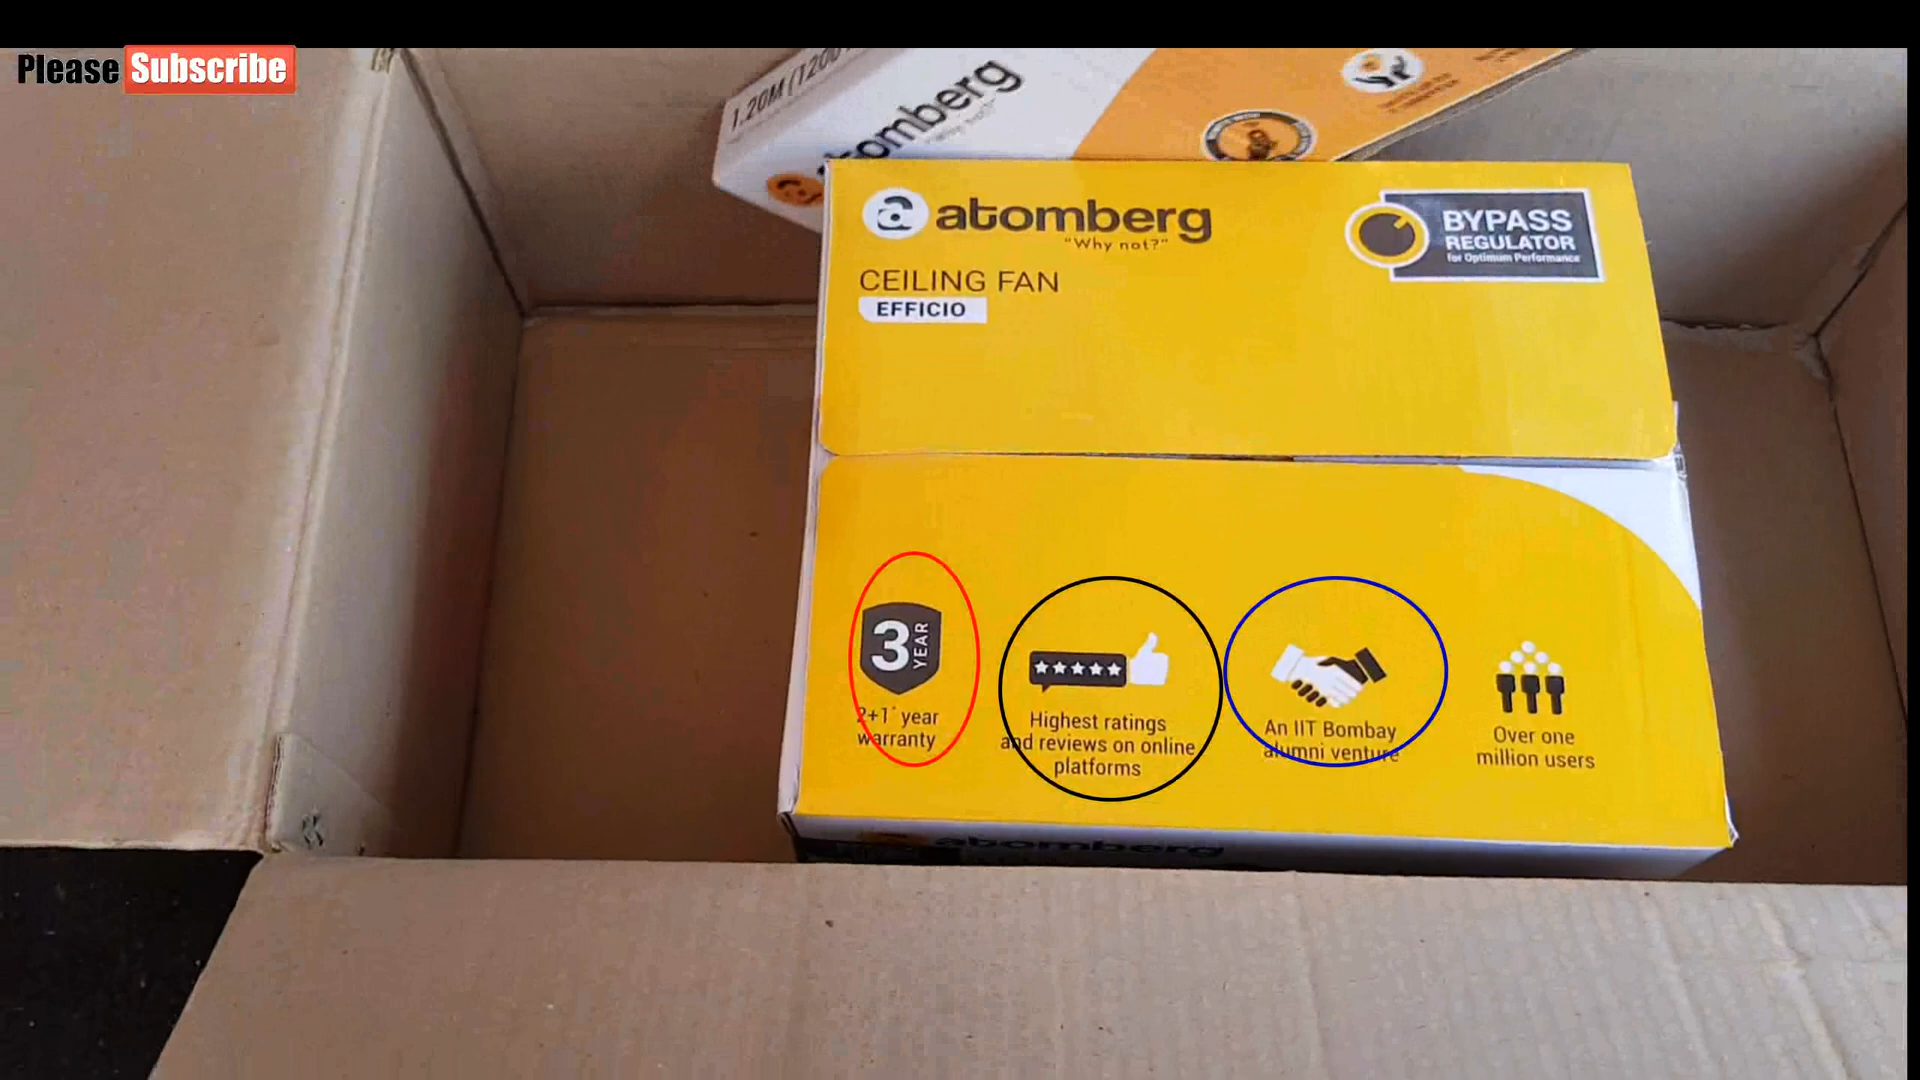 Please Subscribe
1.20M (1200
atomberg
atomberg
"Why not?"
CEILING FAN
EFFICIO
BYPASS
REGULATOR
for Optimum Performance
3 YEAR
2+1* year
warranty
Highest ratings
and reviews on online
platforms
An IIT Bombay
alumni venture
Over one
million users
atomberg